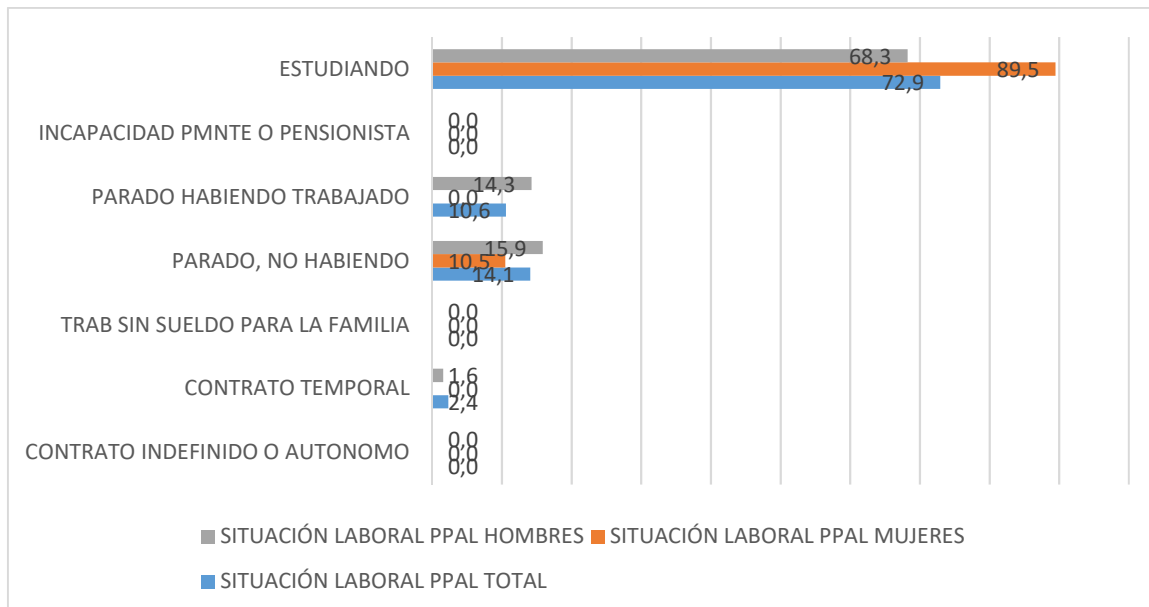 ESTUDIANDO
68,3
89,5
72,9
INCAPACIDAD PMNTE O PENSIONISTA
0,0
0,0
0,0
PARADO HABIENDO TRABAJADO
14,3
0,0
10,6
PARADO, NO HABIENDO
15,9
10,5
14,1
TRAB SIN SUELDO PARA LA FAMILIA
0,0
0,0
0,0
CONTRATO TEMPORAL
1,6
0,0
2,4
CONTRATO INDEFINIDO O AUTONOMO
0,0
0,0
0,0
SITUACIÓN LABORAL PPAL HOMBRES SITUACIÓN LABORAL PPAL MUJERES
SITUACIÓN LABORAL PPAL TOTAL